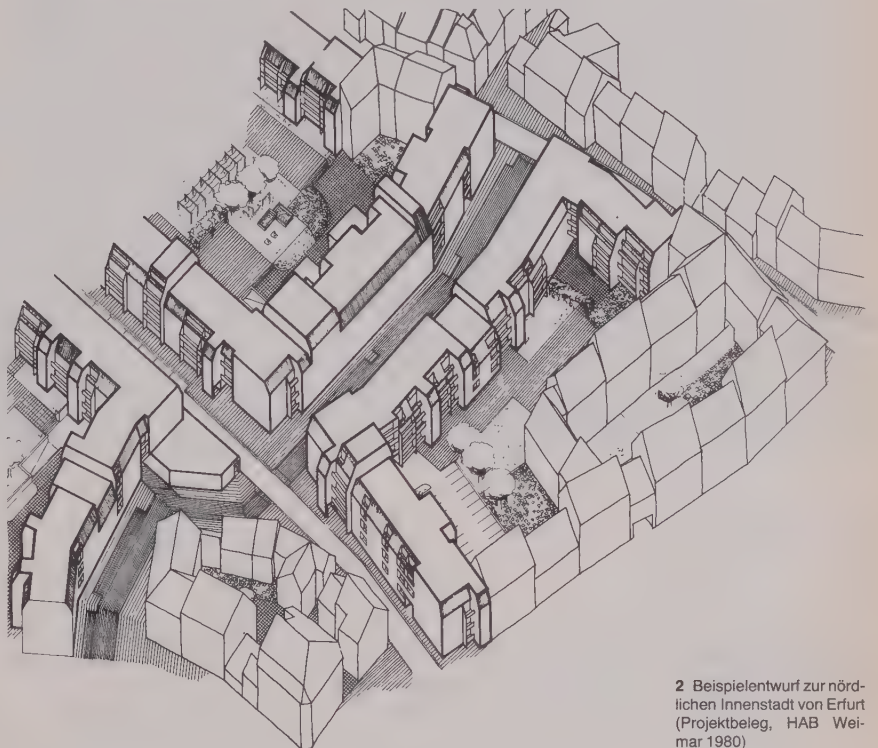 2 Beispielentwurf zur nörd-
lichen Innenstadt von Erfurt
(Projektbeleg, HAB Wei-
mar 1980)